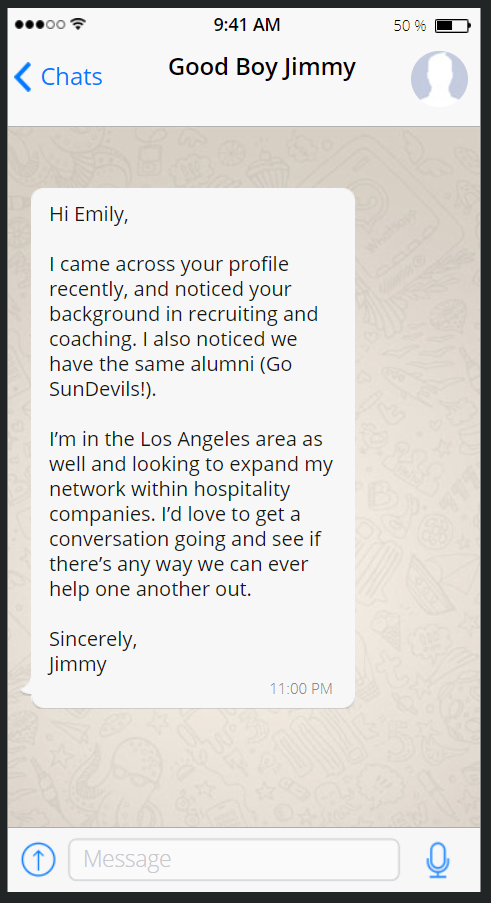 9:41 AM
50 %
Chats
Good Boy Jimmy
Hi Emily,
I came across your profile
recently, and noticed your
background in recruiting and
coaching. I also noticed we
have the same alumni (Go
SunDevils!).
I’m in the Los Angeles area as
well and looking to expand my
network within hospitality
companies. I’d love to get a
conversation going and see if
there’s any way we can ever
help one another out.
Sincerely,
Jimmy
11:00 PM
Message